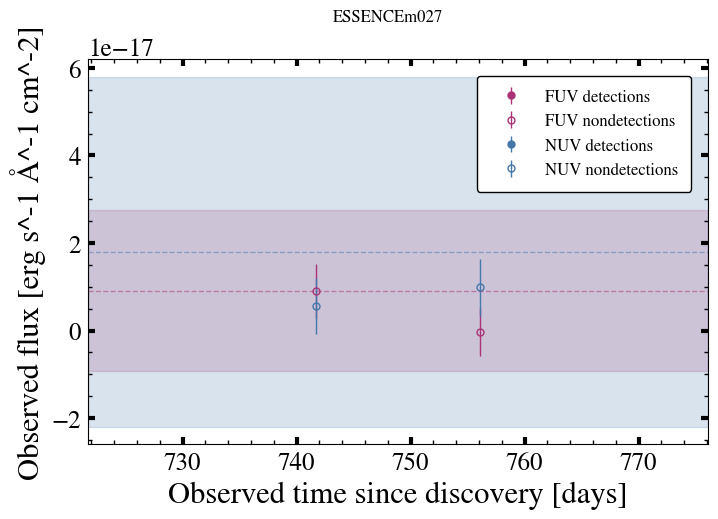 ESSENCEm027
1e−17
6
4
2
0
−2
FUV detections
FUV nondetections
NUV detections
NUV nondetections
730 740 750 760 770
Observed time since discovery [days]
Observed flux [erg s^-1 Å^-1 cm^-2]